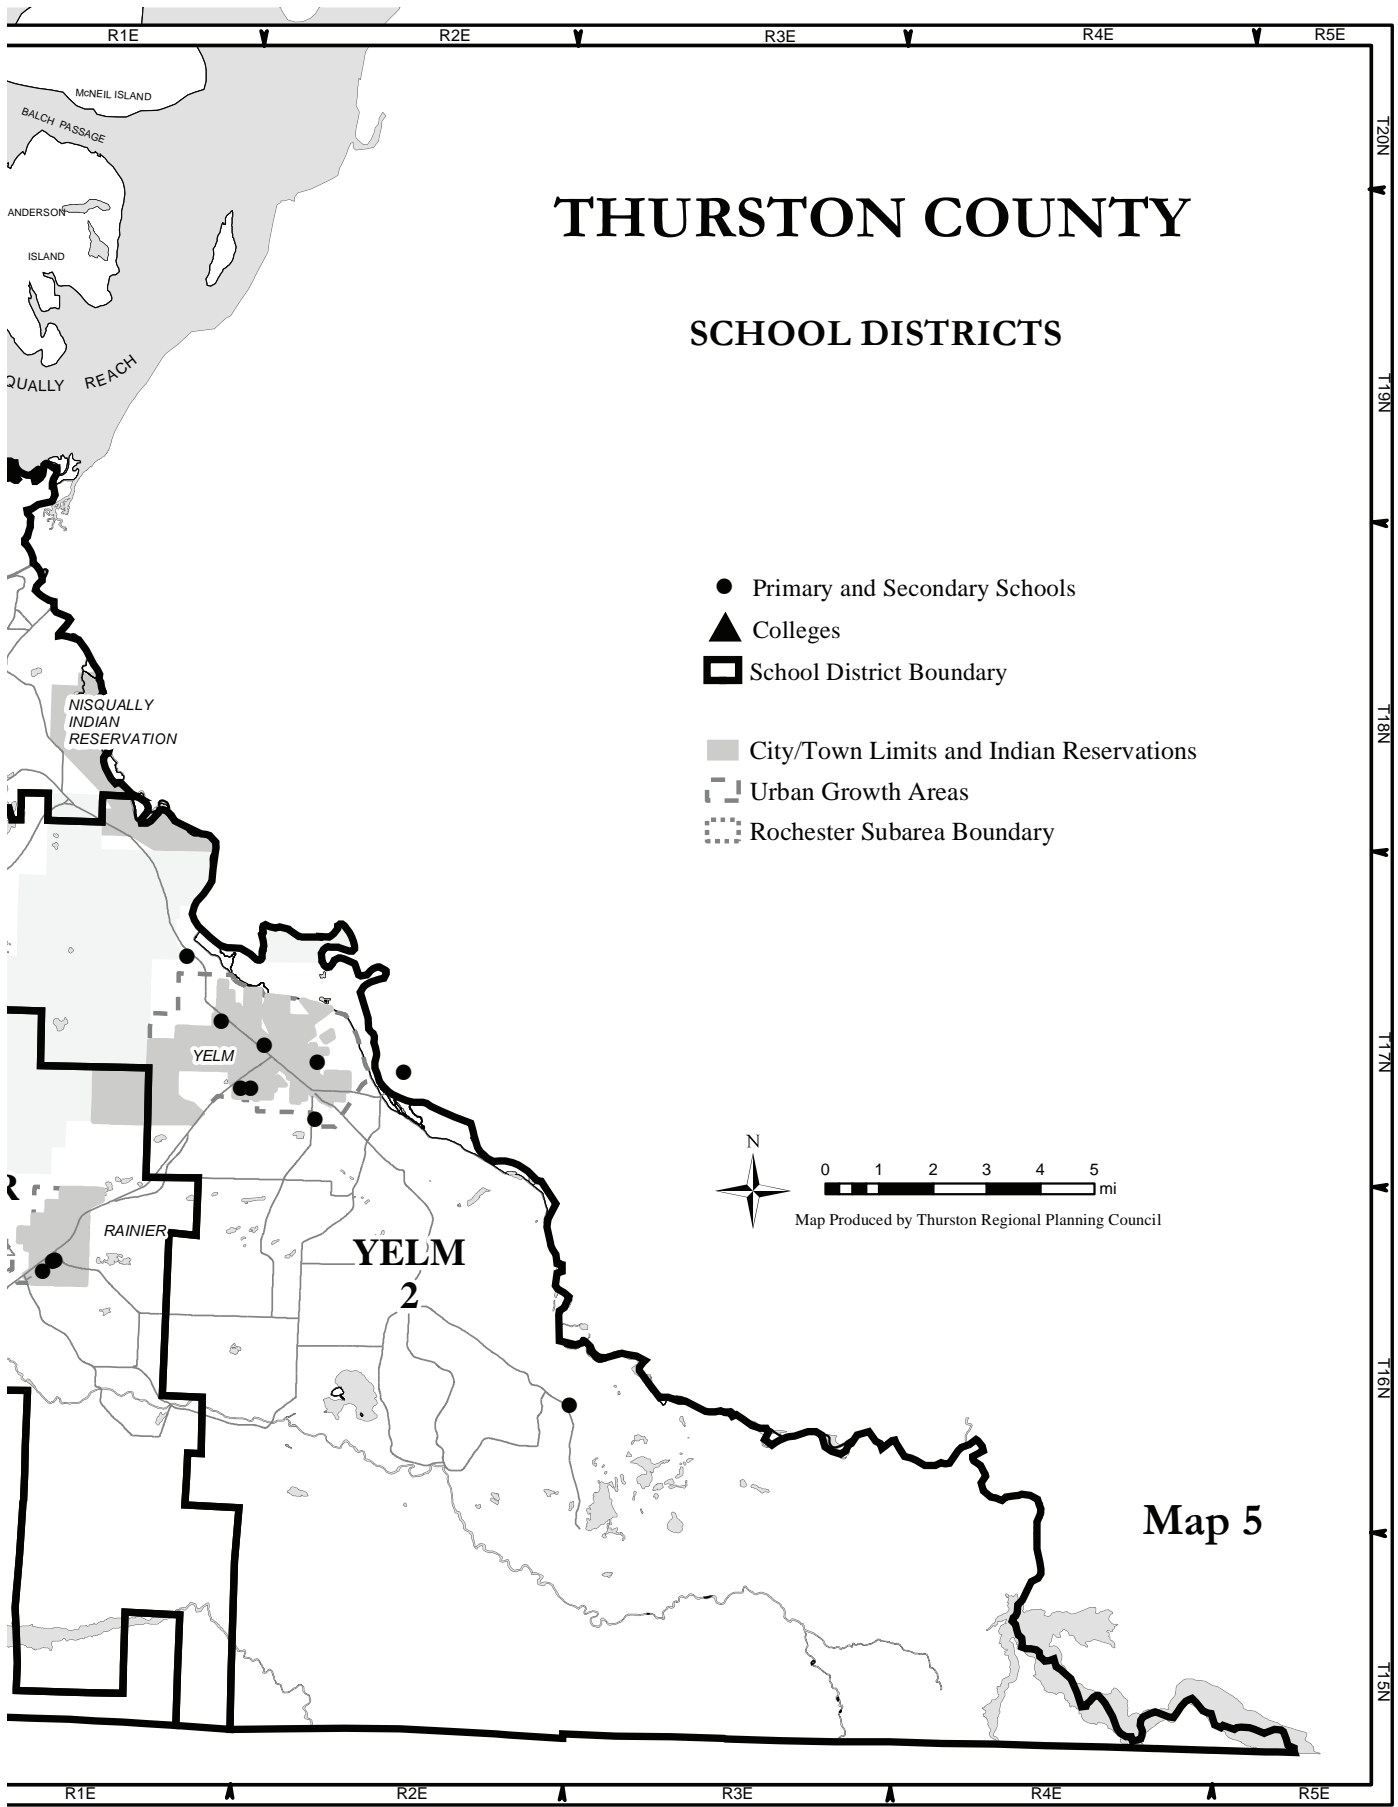 R1E
R2E
R3E
R4E
R5E
McNEIL ISLAND
BALCH PASSAGE
ANDERSON
ISLAND
QUALLY REACH
T20N
T19N
T18N
T17N
T16N
T15N
THURSTON COUNTY
SCHOOL DISTRICTS
Primary and Secondary Schools
Colleges
School District Boundary
City/Town Limits and Indian Reservations
Urban Growth Areas
Rochester Subarea Boundary
NISQUALLY
INDIAN
RESERVATION
YELM
R
RAINIER
YELM
2
N
0 1 2 3 4 5
mi
Map Produced by Thurston Regional Planning Council
Map 5
R1E
R2E
R3E
R4E
R5E